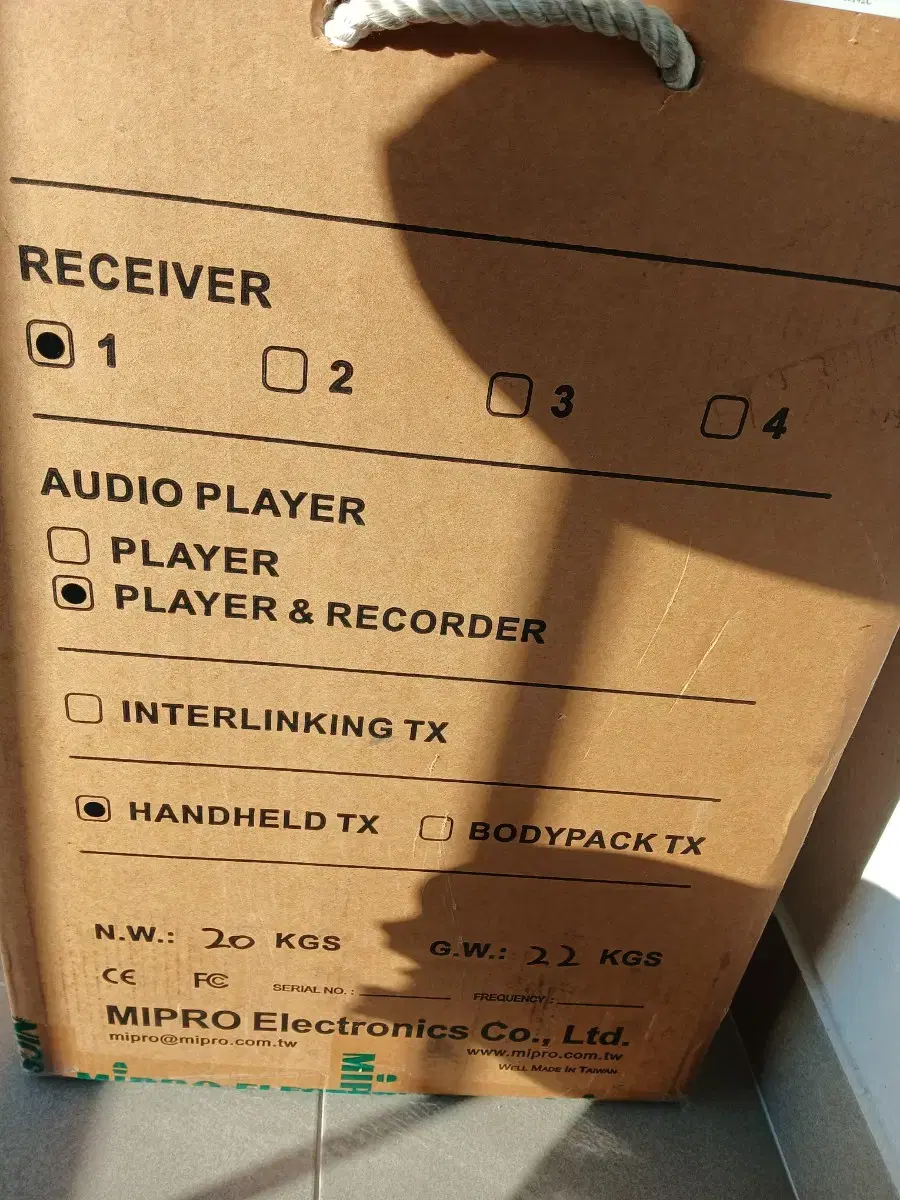 RECEIVER
1 2 3 4
AUDIO PLAYER
PLAYER
PLAYER & RECORDER
INTERLINKING TX
HANDHELD TX BODYPACK TX
N.W.: 20 KGS G.W.: 22 KGS
CE FC SERIAL NO.: FREQUENCY:
MIPRO Electronics Co., Ltd.
mipro@mipro.com.tw www.mipro.com.tw
WELL MADE IN TAIWAN